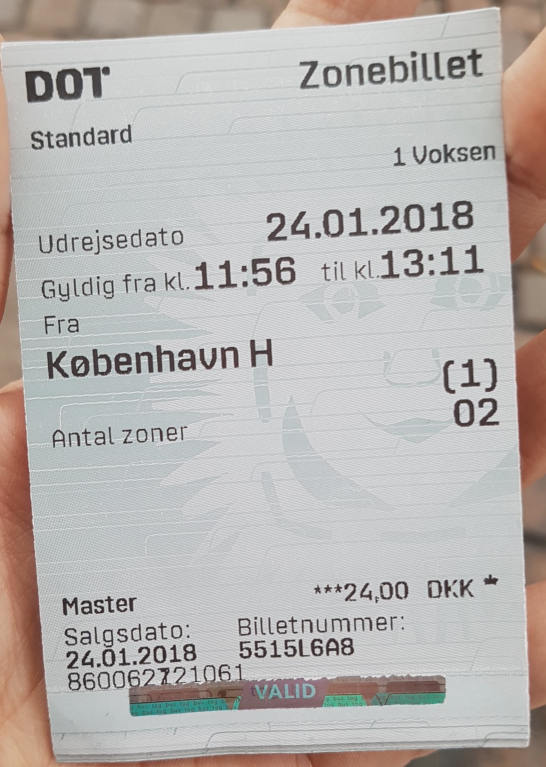 DOT Zonebillet
Standard
1 Voksen
Udrejsedato 24.01.2018
Gyldig fra kl. 11:56 til kl. 13:11
Fra
København H
(1)
Antal zoner 02
Master ***24,00 DKK *
Salgsdato: Billetnummer:
24.01.2018 5515L6A8
860062721061
VALID